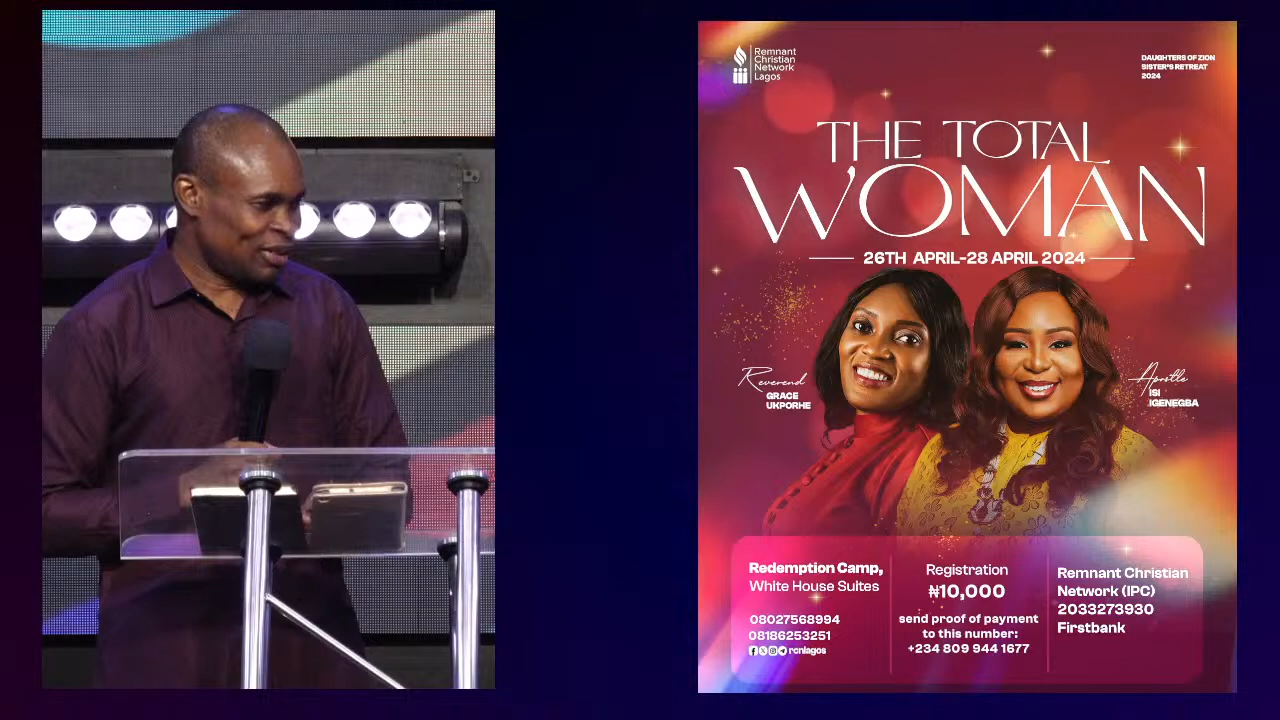 Remnant
Christian
Network
Lagos
DAUGHTERS OF ZION
SISTER'S RETREAT
2024
THE TOTAL
WOMAN
26TH APRIL-28 APRIL 2024
Reverend
GRACE
UKPORHE
Apostle
ISI
IGENEGBA
Redemption Camp,
White House Suites
08027568994
08186253251
rcnlagos
Registration
₦10,000
send proof of payment
to this number:
+234 809 944 1677
Remnant Christian
Network (IPC)
2033273930
Firstbank